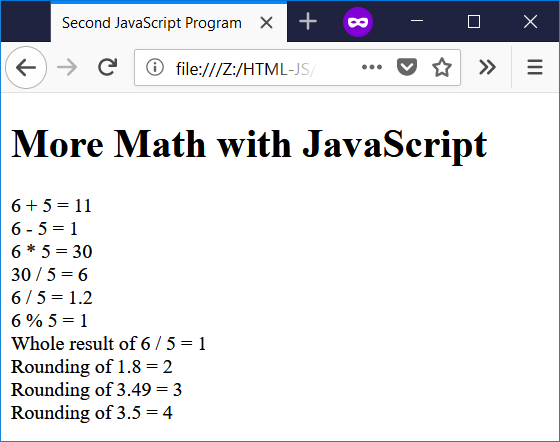 Second JavaScript Program
file:///Z:/HTML-JS/
More Math with JavaScript
6 + 5 = 11
6 - 5 = 1
6 * 5 = 30
30 / 5 = 6
6 / 5 = 1.2
6 % 5 = 1
Whole result of 6 / 5 = 1
Rounding of 1.8 = 2
Rounding of 3.49 = 3
Rounding of 3.5 = 4